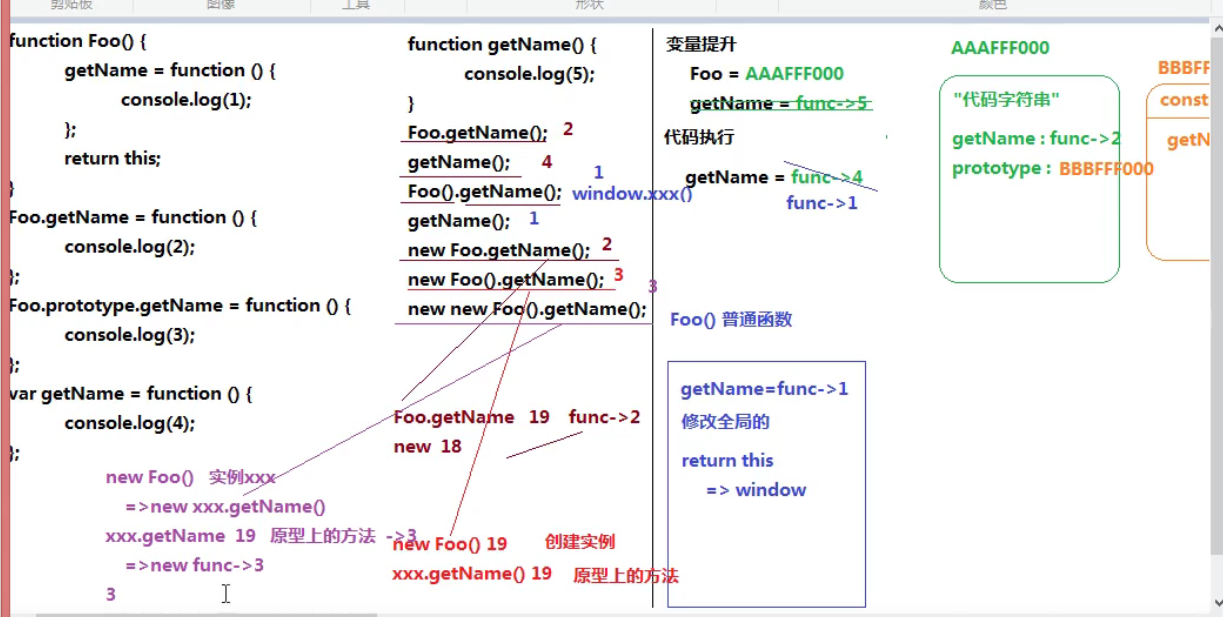 剪贴板
图像
工具
形状
颜色
function Foo() {
getName = function () {
console.log(1);
};
return this;
}
Foo.getName = function () {
console.log(2);
};
Foo.prototype.getName = function () {
console.log(3);
};
var getName = function () {
console.log(4);
};
new Foo() 实例xxx
=>new xxx.getName()
xxx.getName 19 原型上的方法 ->3
=>new func->3
3
function getName() {
console.log(5);
}
Foo.getName(); 2
getName(); 4
1
Foo().getName(); window.xxx()
getName(); 1
new Foo.getName(); 2
new Foo().getName(); 3
new new Foo().getName(); 3
Foo.getName 19 func->2
new 18
new Foo() 19 创建实例
xxx.getName() 19 原型上的方法
变量提升
Foo = AAAFFF000
getName = func->5
代码执行
getName = func->4
func->1
Foo() 普通函数
getName=func->1
修改全局的
return this
=> window
AAAFFF000
"代码字符串"
getName : func->2
prototype : BBBFFF000
BBBFF
const
getN